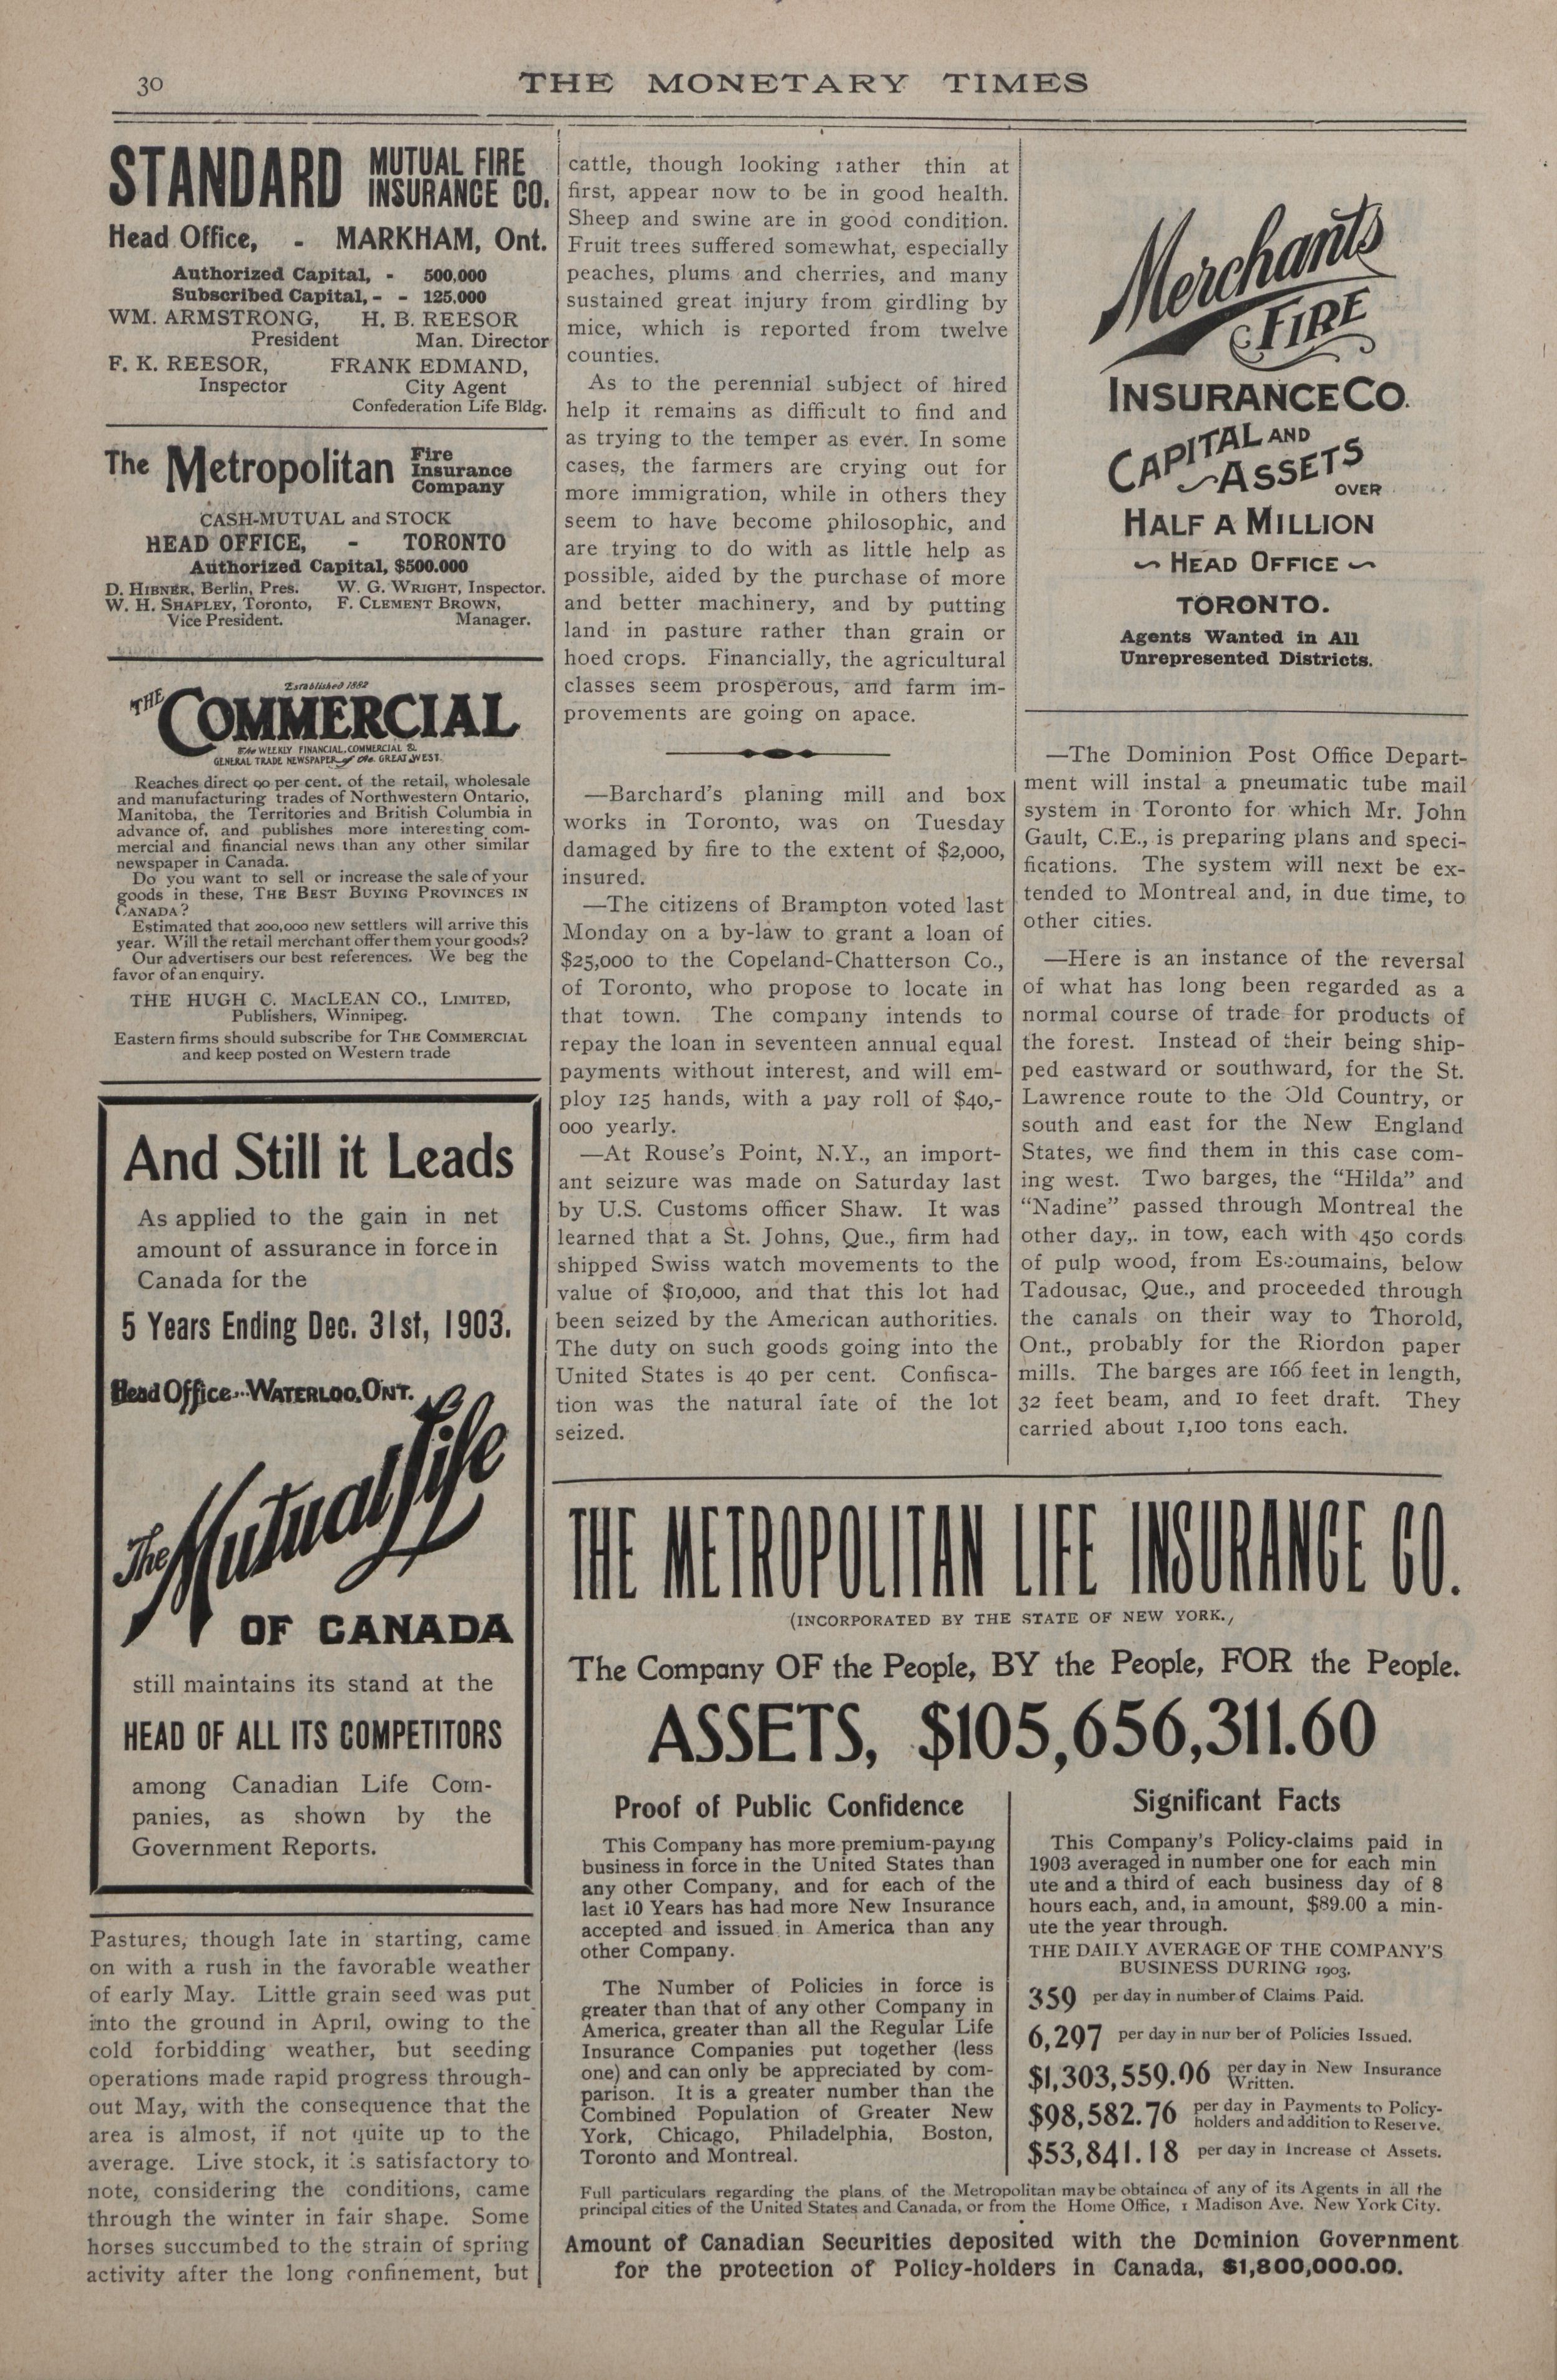 30
THE MONETARY TIMES
STANDARD MUTUAL FIRE
INSURANCE CO.
Head Office, - MARKHAM, Ont.
Authorized Capital, - 500,000
Subscribed Capital, - - 125,000
WM. ARMSTRONG, H. B. REESOR
President Man. Director
F. K. REESOR, FRANK EDMAND,
Inspector City Agent
Confederation Life Bldg.
The Metropolitan Fire
Insurance
Company
CASH-MUTUAL and STOCK
HEAD OFFICE, - TORONTO
Authorized Capital, $500.000
D. HIBNER, Berlin, Pres. W. G. WRIGHT, Inspector.
W. H. SHAPLEY, Toronto, F. CLEMENT BROWN,
Vice President. Manager.
Established 1882
THE COMMERCIAL
The WEEKLY FINANCIAL, COMMERCIAL &
GENERAL TRADE NEWSPAPER of the GREAT WEST.
Reaches direct 90 per cent. of the retail, wholesale
and manufacturing trades of Northwestern Ontario,
Manitoba, the Territories and British Columbia in
advance of, and publishes more interesting com-
mercial and financial news than any other similar
newspaper in Canada.
Do you want to sell or increase the sale of your
goods in these, THE BEST BUYING PROVINCES IN
CANADA?
Estimated that 200,000 new settlers will arrive this
year. Will the retail merchant offer them your goods?
Our advertisers our best references. We beg the
favor of an enquiry.
THE HUGH C. MACLEAN CO., LIMITED,
Publishers, Winnipeg.
Eastern firms should subscribe for THE COMMERCIAL
and keep posted on Western trade
And Still it Leads
As applied to the gain in net
amount of assurance in force in
Canada for the
5 Years Ending Dec. 31st, 1903.
Head Office.. WATERLOO, ONT.
The Mutual Life
OF CANADA
still maintains its stand at the
HEAD OF ALL ITS COMPETITORS
among Canadian Life Com-
panies, as shown by the
Government Reports.
Pastures, though late in starting, came
on with a rush in the favorable weather
of early May. Little grain seed was put
into the ground in April, owing to the
cold forbidding weather, but seeding
operations made rapid progress through-
out May, with the consequence that the
area is almost, if not quite up to the
average. Live stock, it is satisfactory to
note, considering the conditions, came
through the winter in fair shape. Some
horses succumbed to the strain of spring
activity after the long confinement, but
cattle, though looking rather thin at
first, appear now to be in good health.
Sheep and swine are in good condition.
Fruit trees suffered somewhat, especially
peaches, plums and cherries, and many
sustained great injury from girdling by
mice, which is reported from twelve
counties.
As to the perennial subject of hired
help it remains as difficult to find and
as trying to the temper as ever. In some
cases, the farmers are crying out for
more immigration, while in others they
seem to have become philosophic, and
are trying to do with as little help as
possible, aided by the purchase of more
and better machinery, and by putting
land in pasture rather than grain or
hoed crops. Financially, the agricultural
classes seem prosperous, and farm im-
provements are going on apace.
—Barchard's planing mill and box
works in Toronto, was on Tuesday
damaged by fire to the extent of $2,000,
insured.
—The citizens of Brampton voted last
Monday on a by-law to grant a loan of
$25,000 to the Copeland-Chatterson Co.,
of Toronto, who propose to locate in
that town. The company intends to
repay the loan in seventeen annual equal
payments without interest, and will em-
ploy 125 hands, with a pay roll of $40,-
000 yearly.
—At Rouse's Point, N.Y., an import-
ant seizure was made on Saturday last
by U.S. Customs officer Shaw. It was
learned that a St. Johns, Que., firm had
shipped Swiss watch movements to the
value of $10,000, and that this lot had
been seized by the American authorities.
The duty on such goods going into the
United States is 40 per cent. Confisca-
tion was the natural fate of the lot
seized.
Merchants
FIRE
INSURANCE CO.
CAPITAL AND
ASSETS
OVER
HALF A MILLION
HEAD OFFICE
TORONTO.
Agents Wanted in All
Unrepresented Districts.
—The Dominion Post Office Depart-
ment will instal a pneumatic tube mail
system in Toronto for which Mr. John
Gault, C.E., is preparing plans and speci-
fications. The system will next be ex-
tended to Montreal and, in due time, to
other cities.
—Here is an instance of the reversal
of what has long been regarded as a
normal course of trade for products of
the forest. Instead of their being ship-
ped eastward or southward, for the St.
Lawrence route to the Old Country, or
south and east for the New England
States, we find them in this case com-
ing west. Two barges, the "Hilda" and
"Nadine" passed through Montreal the
other day,. in tow, each with 450 cords
of pulp wood, from Escoumains, below
Tadousac, Que., and proceeded through
the canals on their way to Thorold,
Ont., probably for the Riordon paper
mills. The barges are 166 feet in length,
32 feet beam, and 10 feet draft. They
carried about 1,100 tons each.
THE METROPOLITAN LIFE INSURANCE CO.
(INCORPORATED BY THE STATE OF NEW YORK.)
The Company OF the People, BY the People, FOR the People.
ASSETS, $105,656,311.60
Proof of Public Confidence
This Company has more premium-paying
business in force in the United States than
any other Company, and for each of the
last 10 Years has had more New Insurance
accepted and issued in America than any
other Company.
The Number of Policies in force is
greater than that of any other Company in
America, greater than all the Regular Life
Insurance Companies put together (less
one) and can only be appreciated by com-
parison. It is a greater number than the
Combined Population of Greater New
York, Chicago, Philadelphia, Boston,
Toronto and Montreal.
Significant Facts
This Company's Policy-claims paid in
1903 averaged in number one for each min
ute and a third of each business day of 8
hours each, and, in amount, $89.00 a min-
ute the year through.
THE DAILY AVERAGE OF THE COMPANY'S
BUSINESS DURING 1903.
359 per day in number of Claims Paid.
6,297 per day in number of Policies Issued.
$1,303,559.06 per day in New Insurance
Written.
$98,582.76 per day in Payments to Policy-
holders and addition to Reserve.
$53,841.18 per day in Increase of Assets.
Full particulars regarding the plans of the Metropolitan may be obtained of any of its Agents in all the
principal cities of the United States and Canada, or from the Home Office, 1 Madison Ave. New York City.
Amount of Canadian Securities deposited with the Dominion Government
for the protection of Policy-holders in Canada, $1,800,000.00.